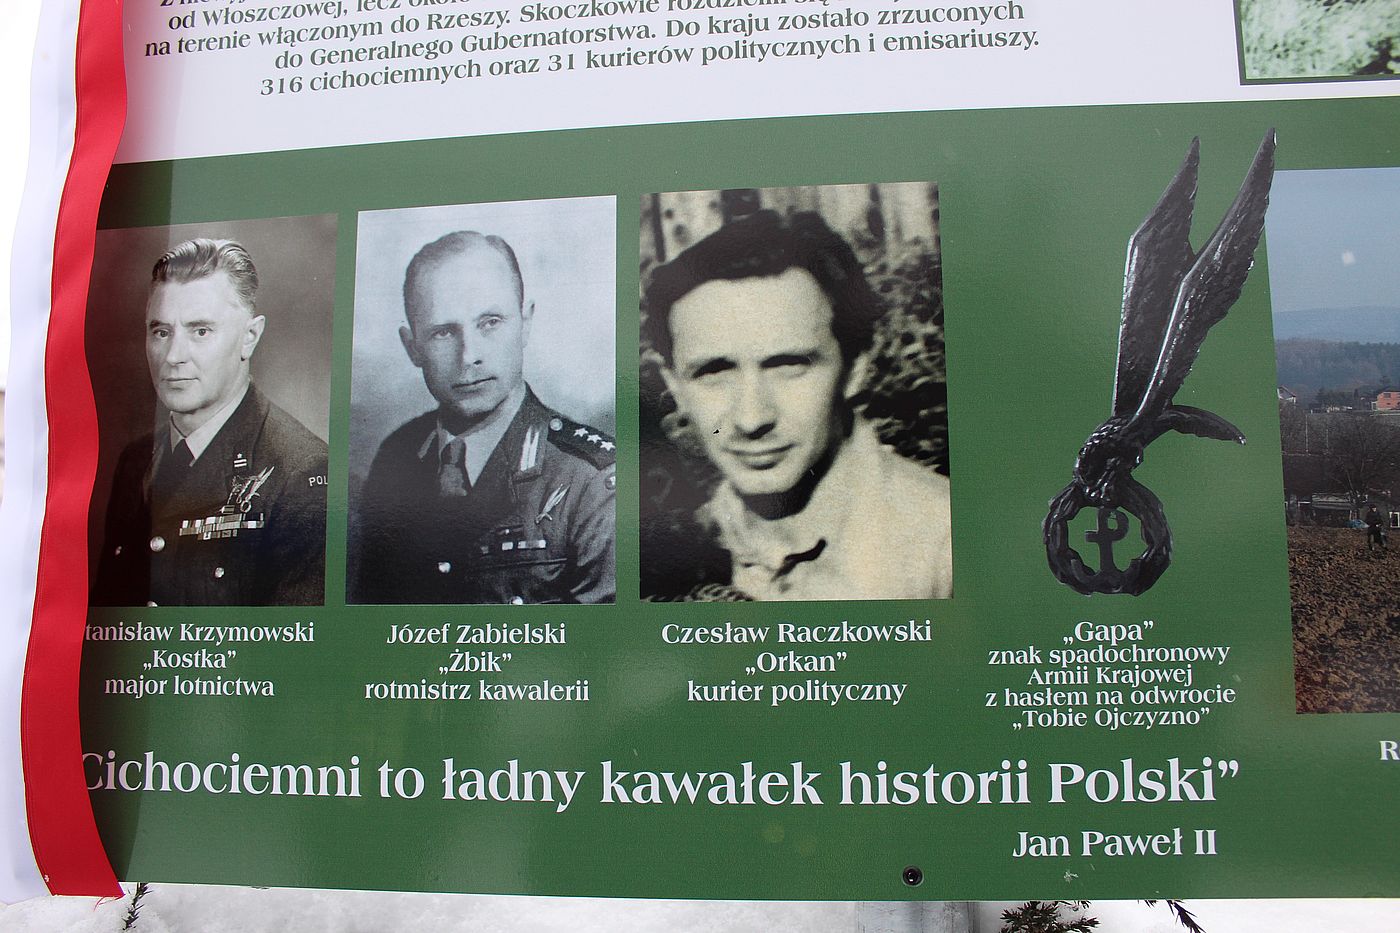 od Włoszczowej, lecz
na terenie włączonym do Rzeszy. Skoczkowie
do Generalnego Gubernatorstwa. Do kraju zostało zrzuconych
316 cichociemnych oraz 31 kurierów politycznych i emisariuszy.
POL
tanisław Krzymowski
„Kostka”
major lotnictwa
Józef Zabielski
„Żbik”
rotmistrz kawalerii
Czesław Raczkowski
„Orkan”
kurier polityczny
„Gapa”
znak spadochronowy
Armii Krajowej
z hasłem na odwrocie
„Tobie Ojczyzno”
R
Cichociemni to ładny kawałek historii Polski”
Jan Paweł II